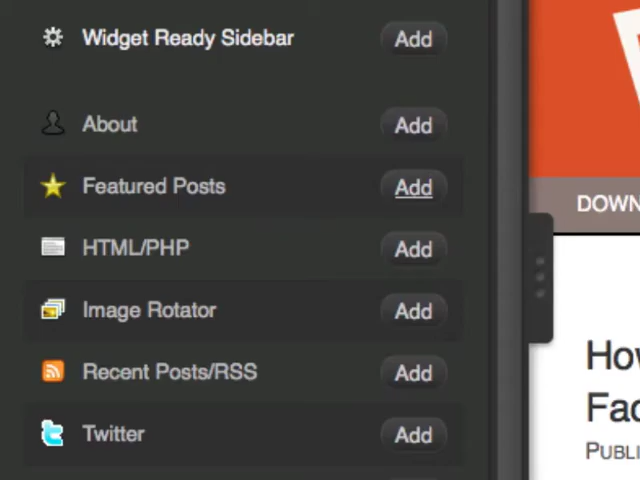 Widget Ready Sidebar Add
About Add
Featured Posts Add
HTML/PHP Add
Image Rotator Add
Recent Posts/RSS Add
Twitter Add
DOWN
How
Fac
PUBLI